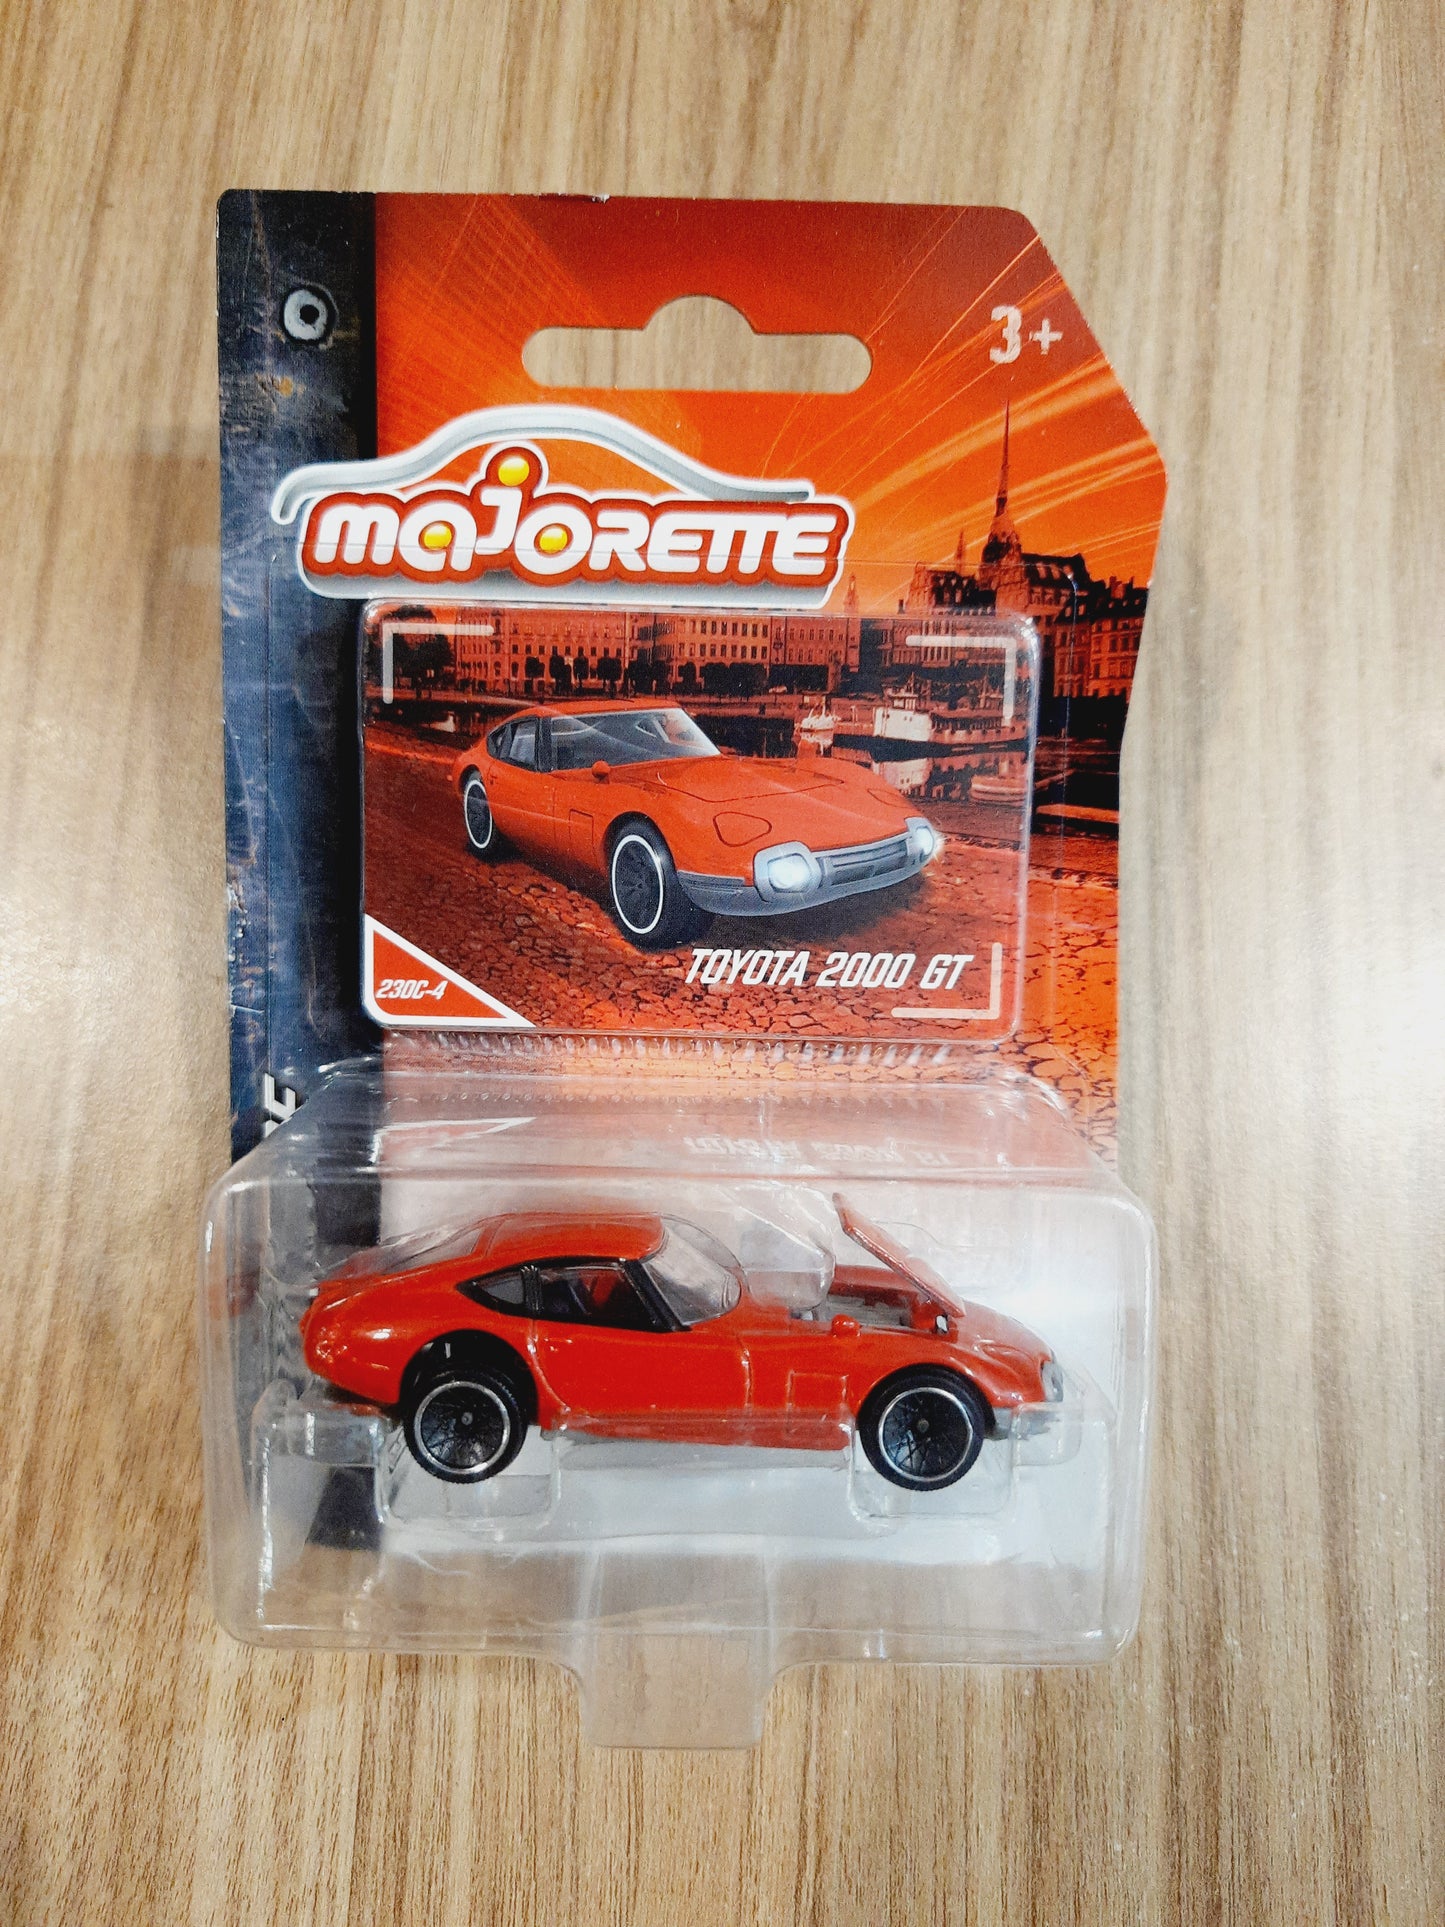 3+
majorette
TOYOTA 2000 GT
230C-4